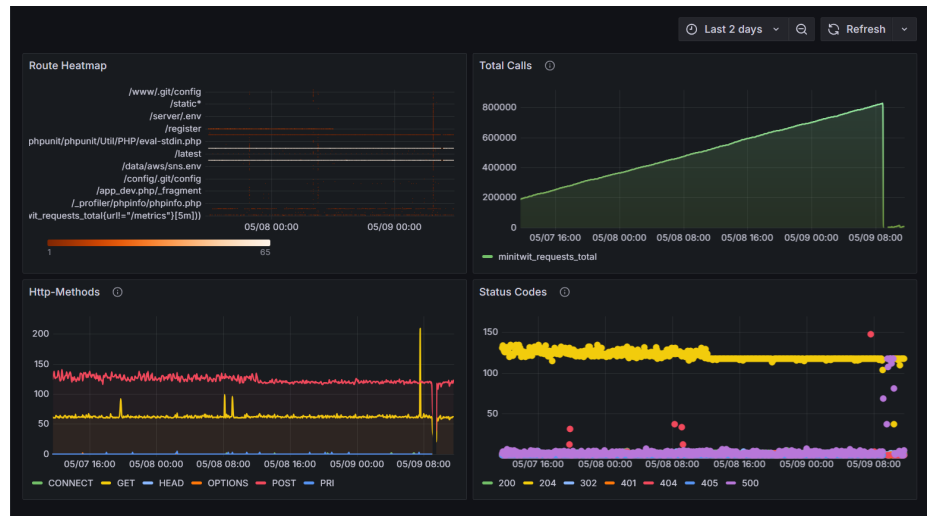 Last 2 days
Refresh
Route Heatmap
/www/.git/config
/static*
/server/.env
/register
phpunit/phpunit/Util/PHP/eval-stdin.php
/latest
/data/aws/sns.env
/config/.git/config
/app_dev.php/_fragment
/_profiler/phpinfo/phpinfo.php
wit_requests_total{url!="/metrics"}[5m]))
05/08 00:00 05/09 00:00
1 65
Total Calls
800000
600000
400000
200000
0
05/07 16:00 05/08 00:00 05/08 08:00 05/08 16:00 05/09 00:00 05/09 08:00
minitwit_requests_total
Http-Methods
200
150
100
50
0
05/07 16:00 05/08 00:00 05/08 08:00 05/08 16:00 05/09 00:00 05/09 08:00
CONNECT GET HEAD OPTIONS POST PRI
Status Codes
150
100
50
05/07 16:00 05/08 00:00 05/08 08:00 05/08 16:00 05/09 00:00 05/09 08:00
200 204 302 401 404 405 500